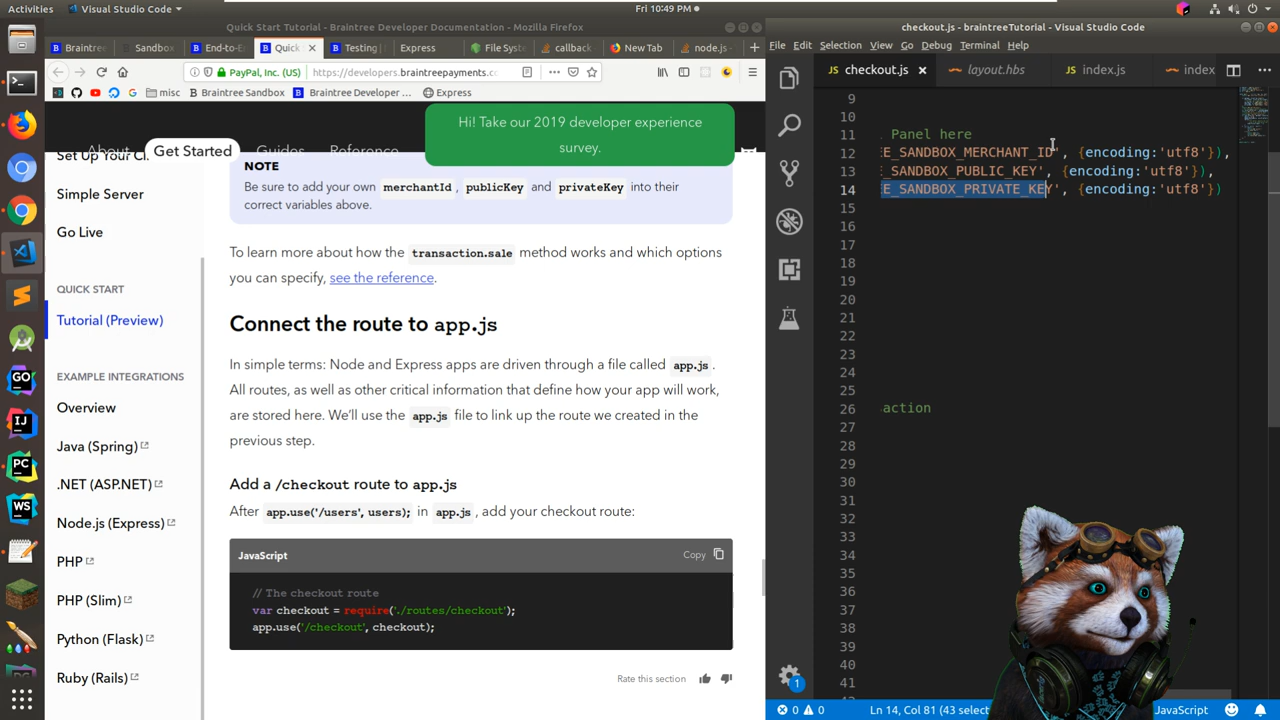 Activities
Visual Studio Code
Fri 10:49
Quick Start Tutorial - Braintree Developer Documentation - Mozilla Firefox
checkout.js - braintreeTutorial - Visual Studio Code
Braintre
Sandbox
End-to-E
Quick
Testing
Express
File Sys
callback
New Tab
node.js -
PayPal, Inc. (US)
https://developers.braintreepayments.co
misc
Braintree Sandbox
Braintree Developer ...
Express
Hi! Take our 2019 developer experience
survey.
About
Get Started
Guides
Reference
Set Up Your Cl.
Simple Server
Go Live
QUICK START
Tutorial (Preview)
EXAMPLE INTEGRATIONS
Overview
Java (Spring)
.NET (ASP.NET)
Node.js (Express)
PHP
PHP (Slim)
Python (Flask)
Ruby (Rails)
NOTE
Be sure to add your own merchantId , publicKey and privateKey into their
correct variables above.
To learn more about how the transaction.sale method works and which options
you can specify, see the reference.
Connect the route to app.js
In simple terms: Node and Express apps are driven through a file called app.js .
All routes, as well as other critical information that define how your app will work,
are stored here. We'll use the app.js file to link up the route we created in the
previous step.
Add a /checkout route to app.js
After app.use('/users', users); in app.js , add your checkout route:
JavaScript
Copy
// The checkout route
var checkout = require('./routes/checkout');
app.use('/checkout', checkout);
Rate this section
File Edit Selection View Go Debug Terminal Help
checkout.js
layout.hbs
index.js
index
9
10
11 Panel here
12 E_SANDBOX_MERCHANT_ID', {encoding:'utf8'}),
13 _SANDBOX_PUBLIC_KEY', {encoding:'utf8'}),
14 E_SANDBOX_PRIVATE_KEY', {encoding:'utf8'})
15
16
17
18
19
20
21
22
23
24
25
26 action
27
28
29
30
31
32
33
34
35
36
37
38
39
40
41
1
0
0
Ln 14, Col 81 (43 select
JavaScript
GO
IJ
PC
WS